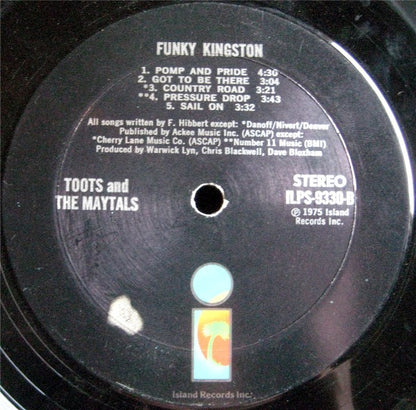 FUNKY KINGSTON
1. POMP AND PRIDE 4:30
2. GOT TO BE THERE 3:04
*3. COUNTRY ROAD 3:21
**4. PRESSURE DROP 3:43
5. SAIL ON 3:32
All songs written by F. Hibbert except: *Danoff/Nivert/Denver
Published by Ackee Music Inc. (ASCAP) except:
*Cherry Lane Music Co. (ASCAP) **Number 11 Music (BMI)
Produced by Warwick Lyn, Chris Blackwell, Dave Bloxham
TOOTS and
THE MAYTALS
STEREO
ILPS-9330-B
℗ 1975 Island
Records Inc.
i
Island Records Inc.